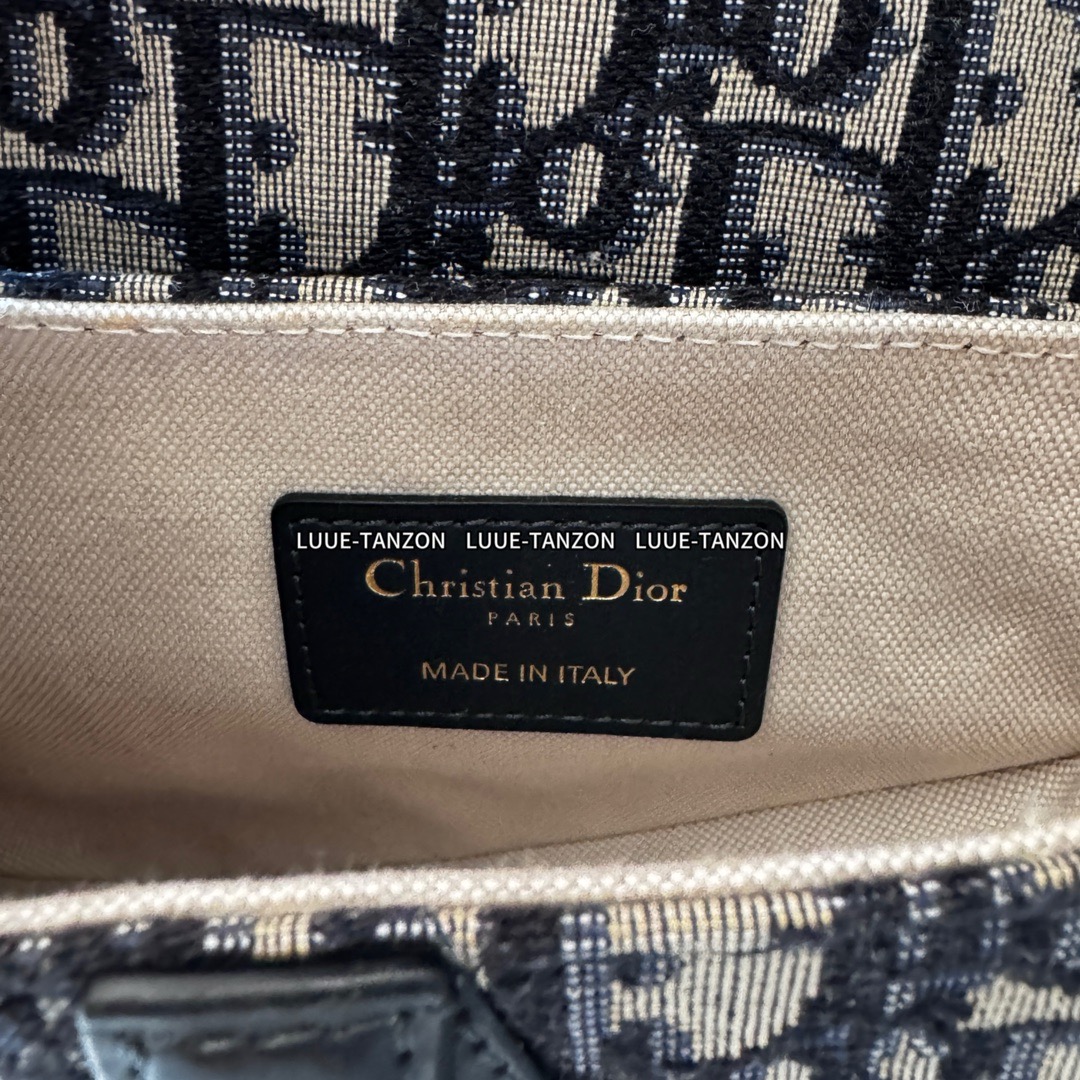 LUUE-TANZON LUUE-TANZON LUUE-TANZON
Christian Dior
PARIS
MADE IN ITALY